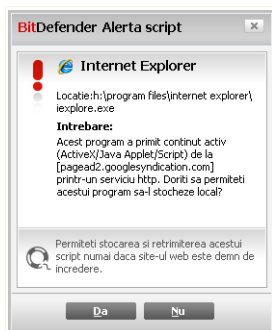 BitDefender Alerta script
Internet Explorer
Locatie:h:\program files\internet explorer\
iexplore.exe
Intrebare:
Acest program a primit continut activ
(ActiveX/Java Applet/Script) de la
[pagead2.googlesyndication.com]
printr-un serviciu http. Doriti sa permiteti
acestui program sa-l stocheze local?
Permiteti stocarea si retrimiterea acestui
script numai daca site-ul web este demn de
incredere.
Da
Nu